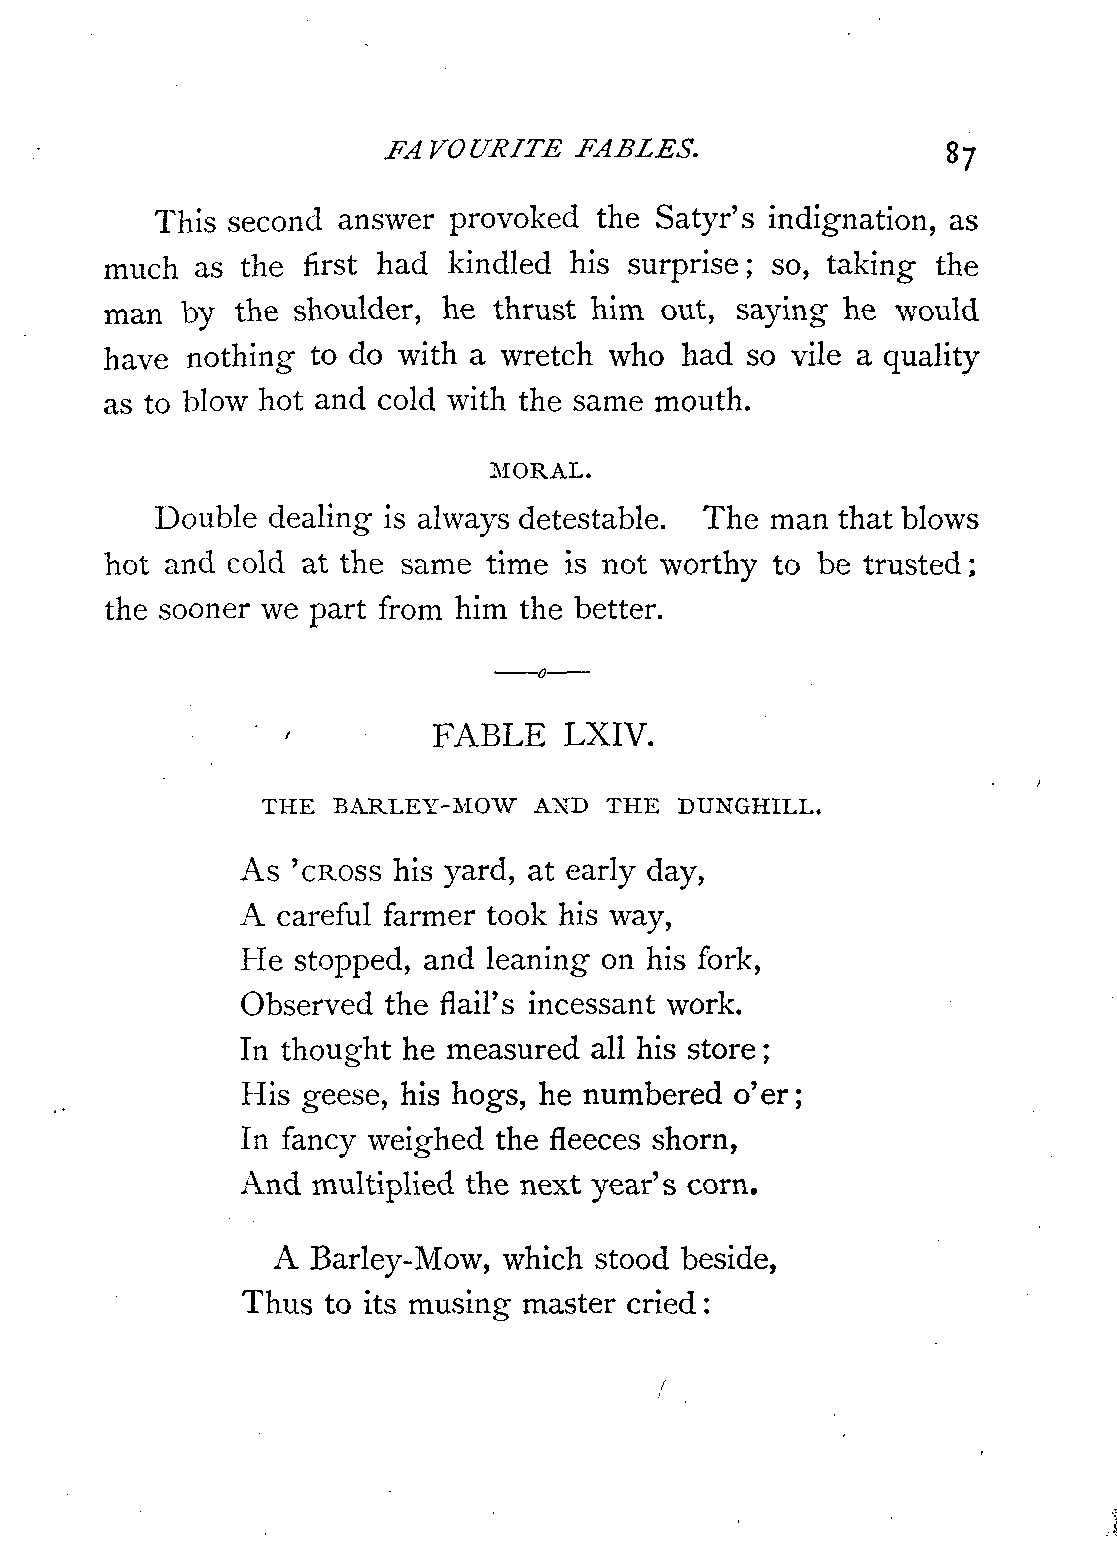 FAVOURITE FABLES. 87
This second answer provoked the Satyr's indignation, as
much as the first had kindled his surprise; so, taking the
man by the shoulder, he thrust him out, saying he would
have nothing to do with a wretch who had so vile a quality
as to blow hot and cold with the same mouth.
MORAL.
Double dealing is always detestable. The man that blows
hot and cold at the same time is not worthy to be trusted;
the sooner we part from him the better.
—o—
FABLE LXIV.
THE BARLEY-MOW AND THE DUNGHILL.
As 'CROSS his yard, at early day,
A careful farmer took his way,
He stopped, and leaning on his fork,
Observed the flail's incessant work.
In thought he measured all his store;
His geese, his hogs, he numbered o'er;
In fancy weighed the fleeces shorn,
And multiplied the next year's corn.
A Barley-Mow, which stood beside,
Thus to its musing master cried: